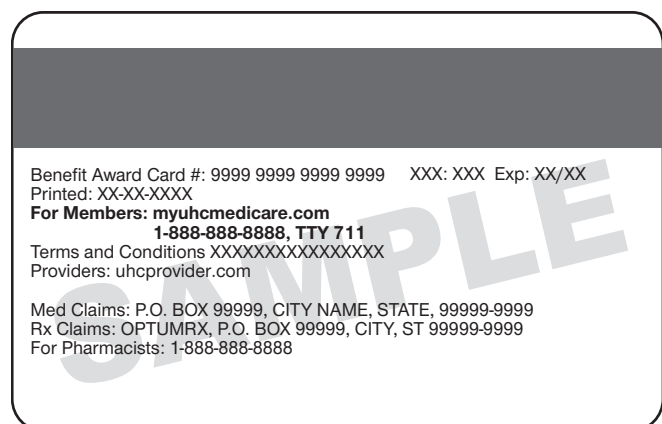 Benefit Award Card #: 9999 9999 9999 9999 XXX: XXX Exp: XX/XX
Printed: XX-XX-XXXX
For Members: myuhcmedicare.com
1-888-888-8888, TTY 711
Terms and Conditions XXXXXXXXXXXXXXXX
Providers: uhcprovider.com
Med Claims: P.O. BOX 99999, CITY NAME, STATE, 99999-9999
Rx Claims: OPTUMRX, P.O. BOX 99999, CITY, ST 99999-9999
For Pharmacists: 1-888-888-8888
SAMPLE